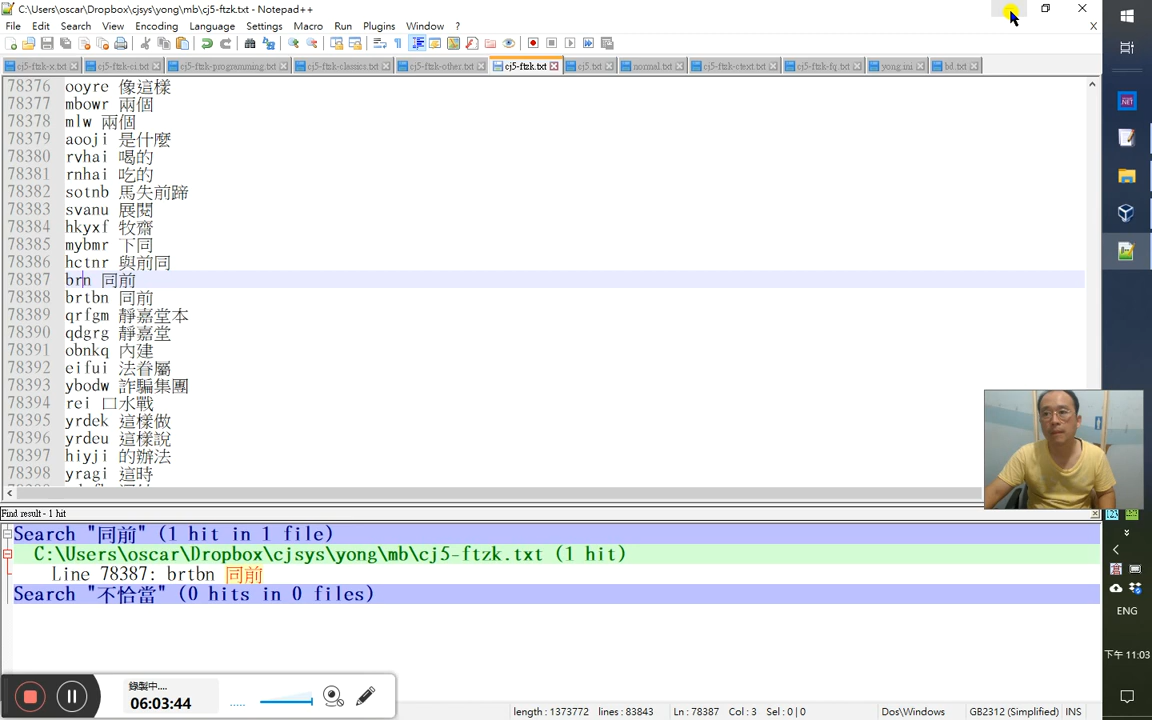 C:\Users\oscar\Dropbox\cjsys\yong\mb\cj5-ftzk.txt - Notepad++
File Edit Search View Encoding Language Settings Macro Run Plugins Window ? X
cj5-ftzk-x.txt cj5-ftzk-ci.txt cj5-ftzk-programming.txt cj5-ftzk-classics.txt cj5-ftzk-other.txt cj5-ftzk.txt cj5.txt normal.txt cj5-ftzk-ctext.txt cj5-ftzk-fq.txt yong.ini bd.txt
78376 ooyre 像這樣
78377 mbowr 兩個
78378 mlw 兩個
78379 aooji 是什麼
78380 rvhai 喝的
78381 rnhai 吃的
78382 sotnb 馬失前蹄
78383 svanu 展閱
78384 hkyxf 牧齋
78385 mybmr 下同
78386 hctnr 與前同
78387 brn 同前
78388 brtbn 同前
78389 qrfgm 靜嘉堂本
78390 qdgrg 靜嘉堂
78391 obnkq 內建
78392 eifui 法眷屬
78393 ybodw 詐騙集團
78394 rei 口水戰
78395 yrdek 這樣做
78396 yrdeu 這樣說
78397 hiyji 的辦法
78398 yragi 這時
Find result - 1 hit
Search "同前" (1 hit in 1 file)
C:\Users\oscar\Dropbox\cjsys\yong\mb\cj5-ftzk.txt (1 hit)
Line 78387: brtbn 同前
Search "不恰當" (0 hits in 0 files)
ENG
下午 11:03
錄製中....
06:03:44
length : 1373772 lines : 83843 Ln : 78387 Col : 3 Sel : 0 | 0 Dos\Windows GB2312 (Simplified) INS